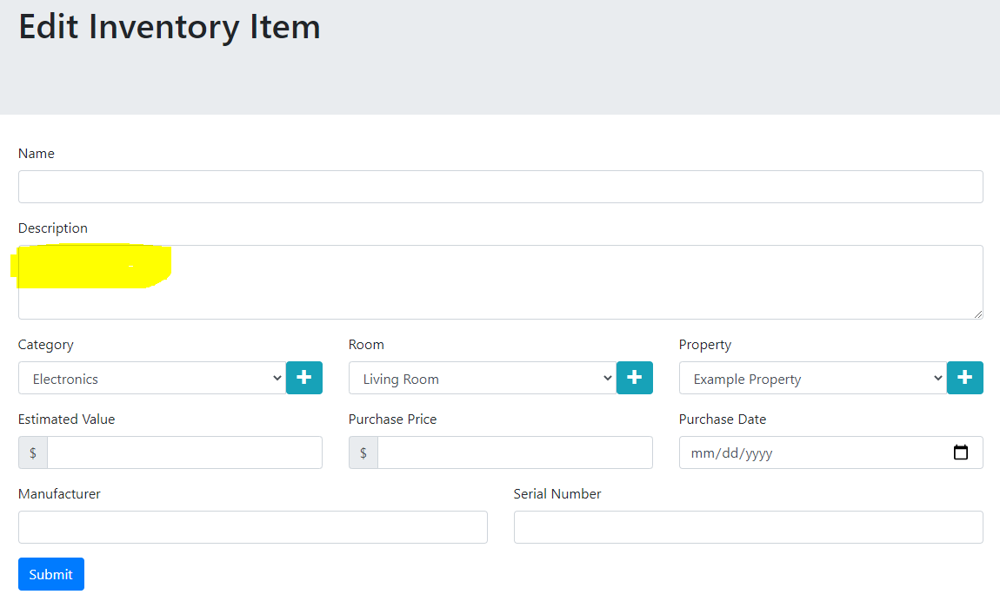 Edit Inventory Item
Name
Description
Category Room Property
Electronics Living Room Example Property
Estimated Value Purchase Price Purchase Date
$ $ mm/dd/yyyy
Manufacturer Serial Number
Submit